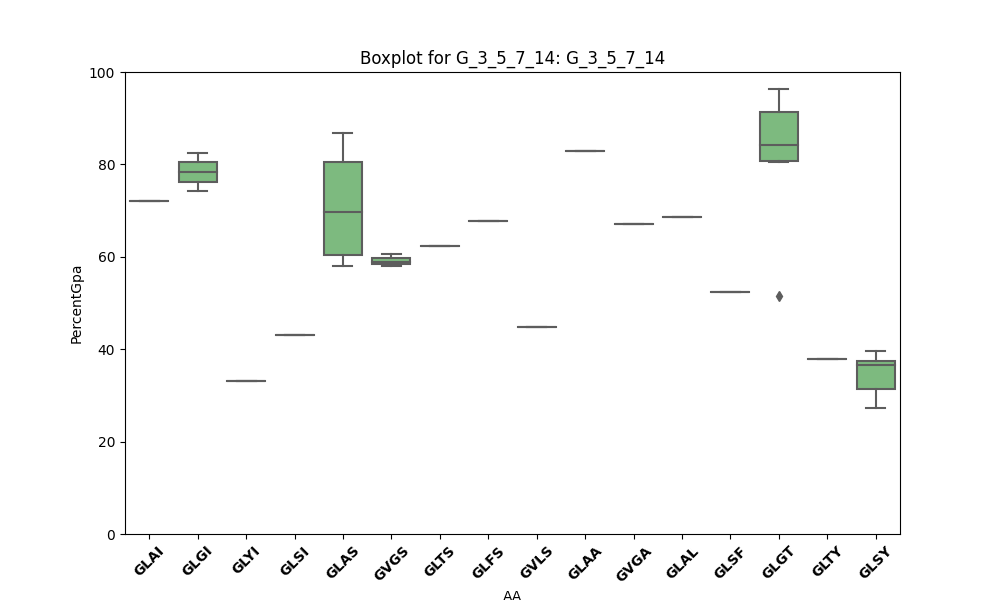 Boxplot for G_3_5_7_14: G_3_5_7_14
100
80
60
40
20
0
PercentGpa
GLAI
GLGI
GLYI
GLSI
GLAS
GVGS
GLTS
GLFS
GVLS
GLAA
GVGA
GLAL
GLSF
GLGT
GLTY
GLSY
AA